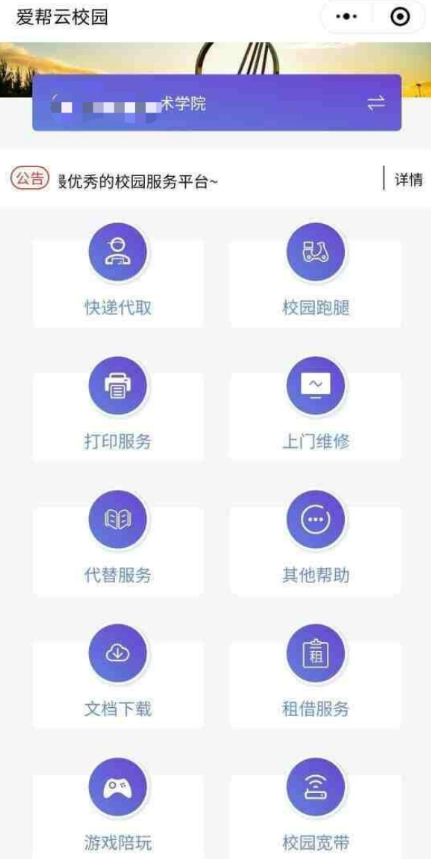 爱帮云校园
术学院
公告 最优秀的校园服务平台~ 详情
快递代取 校园跑腿
打印服务 上门维修
代替服务 其他帮助
租
文档下载 租借服务
游戏陪玩 校园宽带